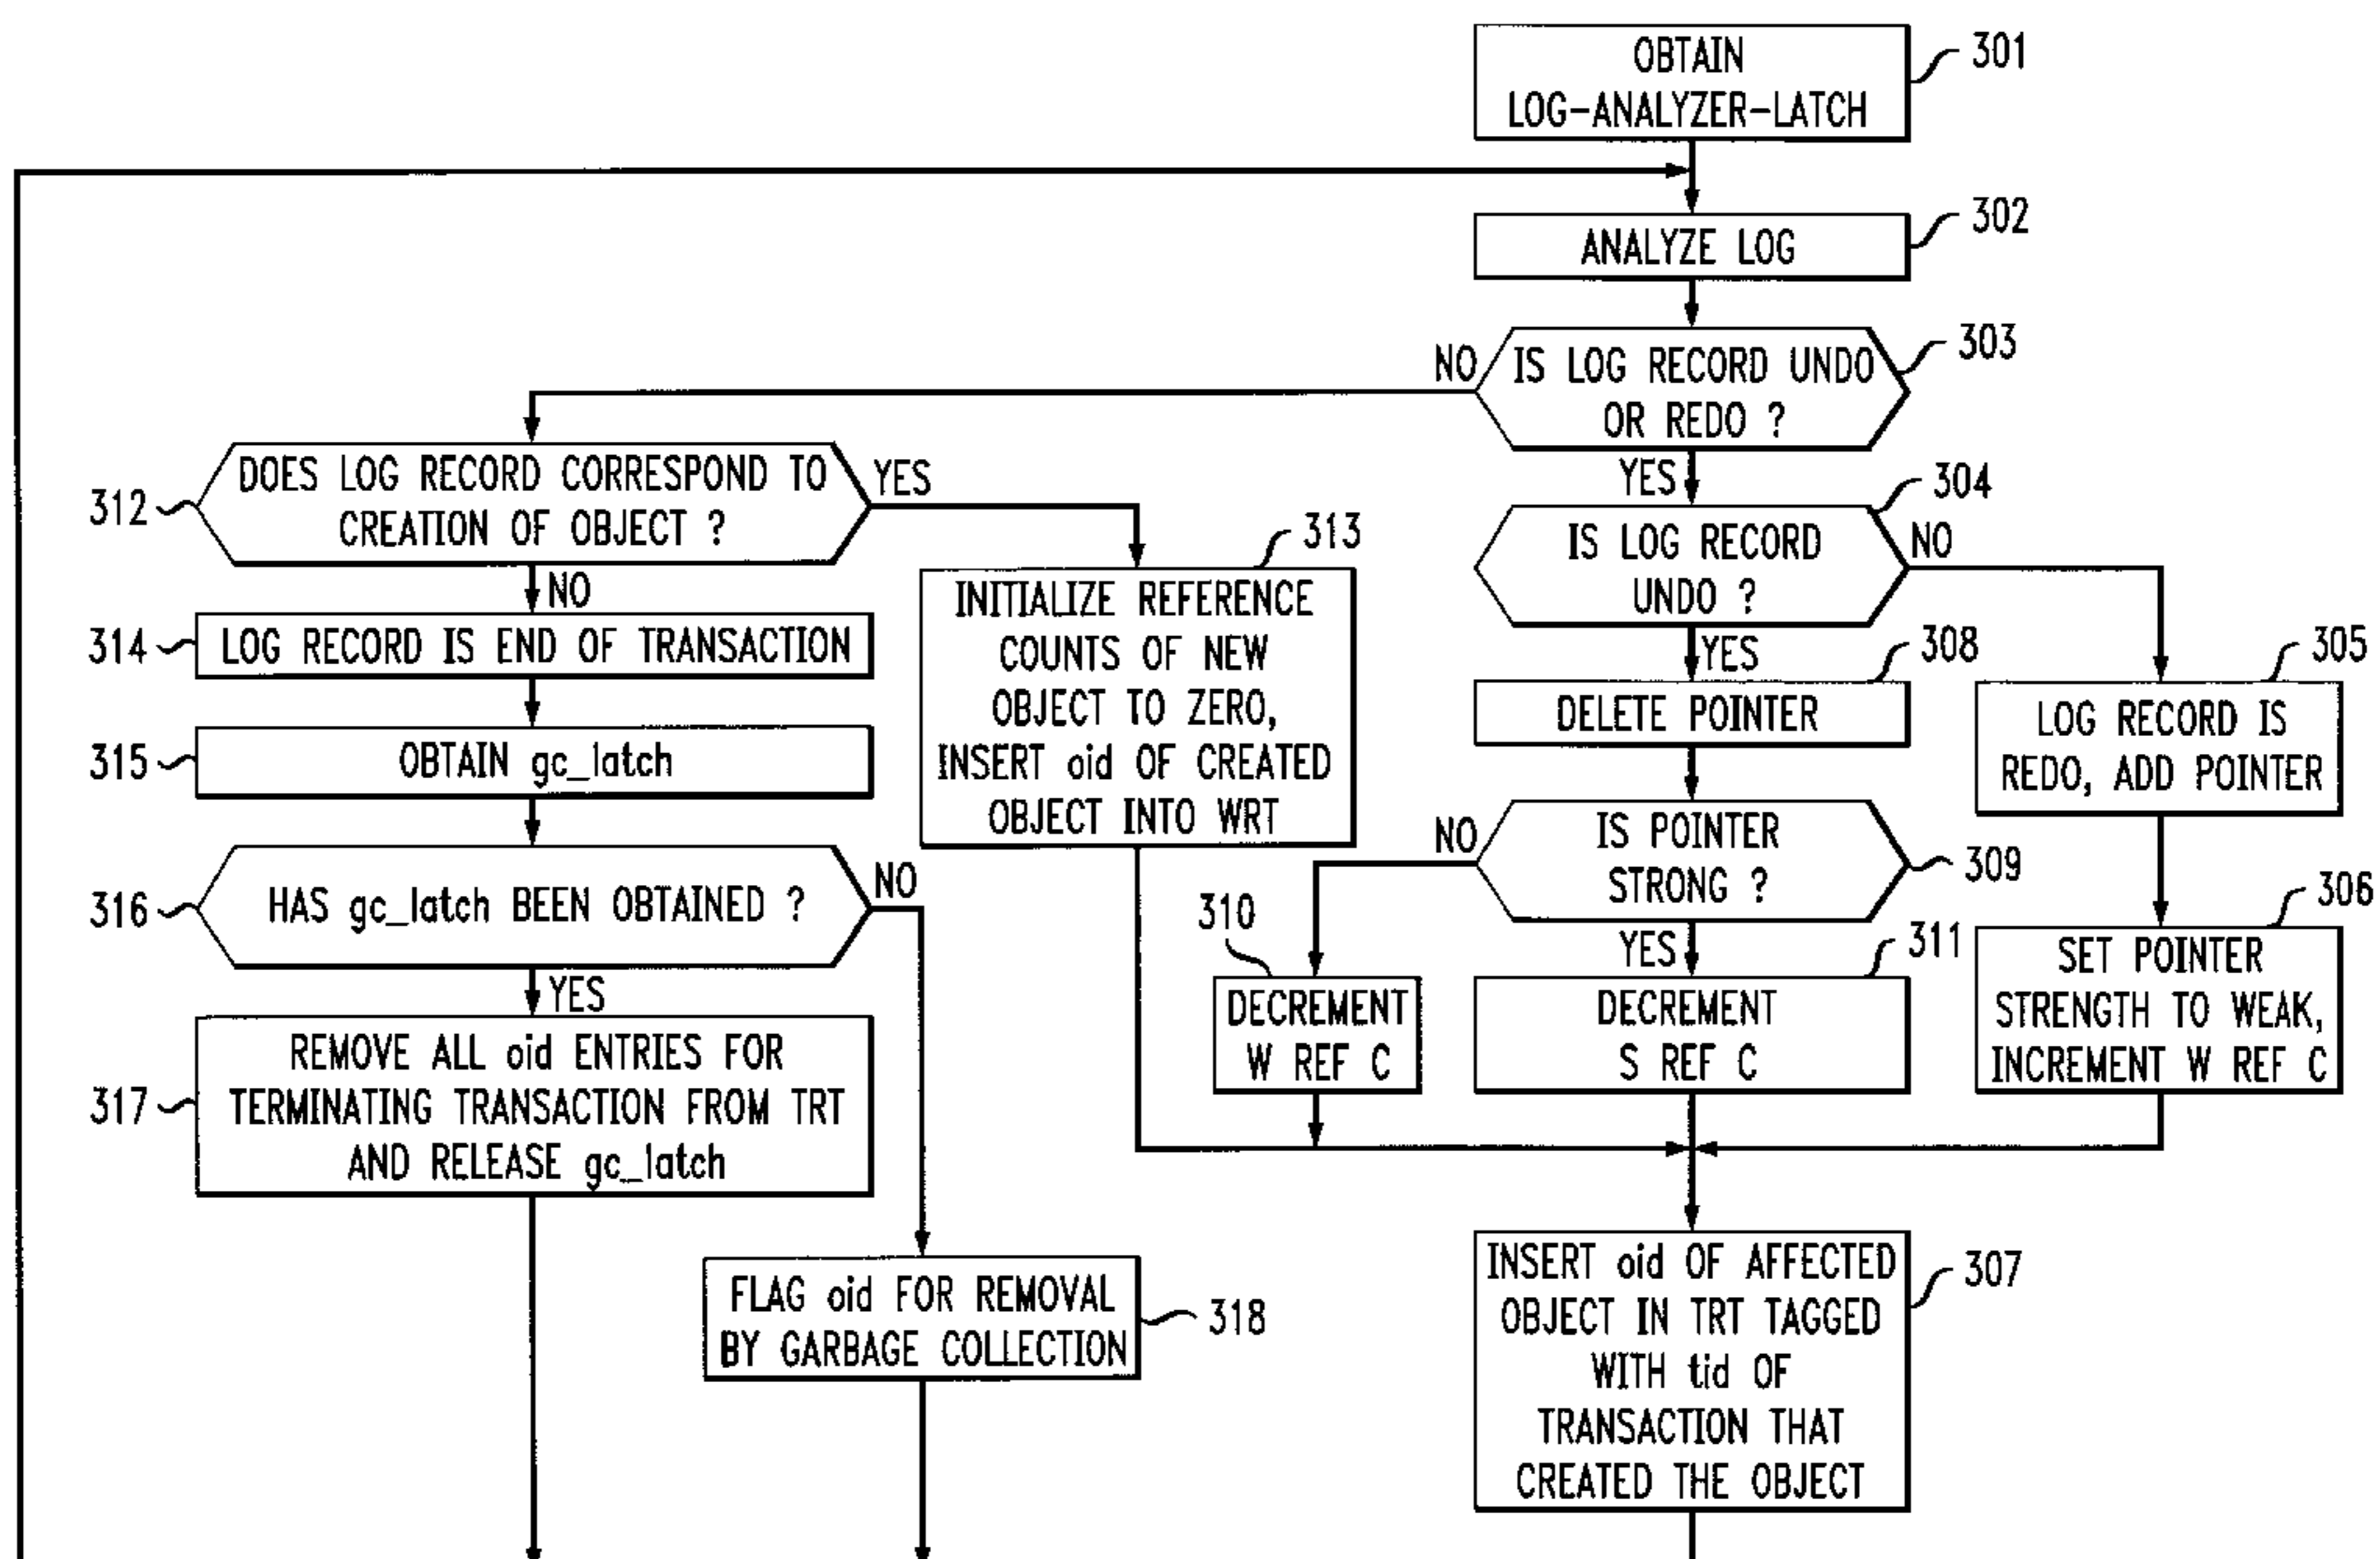 OBTAIN
LOG-ANALYZER-LATCH
301
ANALYZE LOG
302
IS LOG RECORD UNDO
OR REDO ?
303
NO
YES
DOES LOG RECORD CORRESPOND TO
CREATION OF OBJECT ?
312
YES
NO
IS LOG RECORD
UNDO ?
304
NO
YES
INITIALIZE REFERENCE
COUNTS OF NEW
OBJECT TO ZERO,
INSERT oid OF CREATED
OBJECT INTO WRT
313
LOG RECORD IS END OF TRANSACTION
314
DELETE POINTER
308
LOG RECORD IS
REDO, ADD POINTER
305
OBTAIN gc_latch
315
IS POINTER
STRONG ?
309
NO
YES
HAS gc_latch BEEN OBTAINED ?
316
NO
YES
DECREMENT
W REF C
310
DECREMENT
S REF C
311
SET POINTER
STRENGTH TO WEAK,
INCREMENT W REF C
306
REMOVE ALL oid ENTRIES FOR
TERMINATING TRANSACTION FROM TRT
AND RELEASE gc_latch
317
FLAG oid FOR REMOVAL
BY GARBAGE COLLECTION
318
INSERT oid OF AFFECTED
OBJECT IN TRT TAGGED
WITH tid OF
TRANSACTION THAT
CREATED THE OBJECT
307